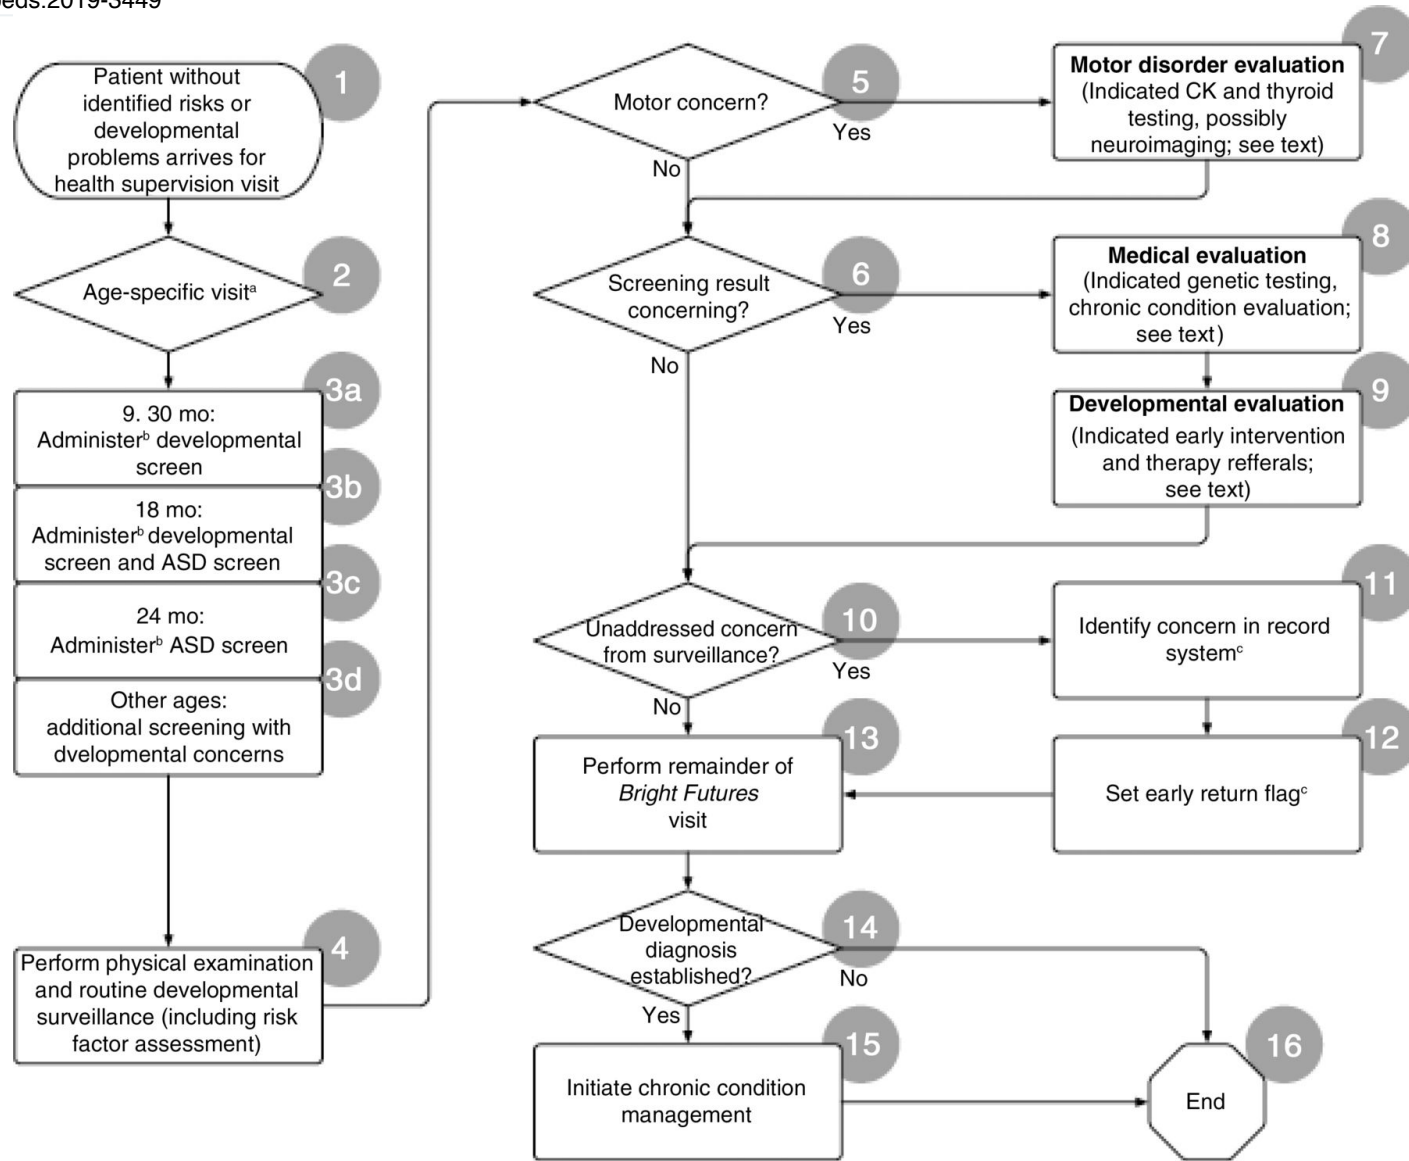 peds.2019-3449
1
Patient without
identified risks or
developmental
problems arrives for
health supervision visit
2
Age-specific visitᵃ
3a
9. 30 mo:
Administerᵇ developmental
screen
3b
18 mo:
Administerᵇ developmental
screen and ASD screen
3c
24 mo:
Administerᵇ ASD screen
3d
Other ages:
additional screening with
dvelopmental concerns
4
Perform physical examination
and routine developmental
surveillance (including risk
factor assessment)
5
Motor concern?
Yes
No
7
Motor disorder evaluation
(Indicated CK and thyroid
testing, possibly
neuroimaging; see text)
6
Screening result
concerning?
Yes
No
8
Medical evaluation
(Indicated genetic testing,
chronic condition evaluation;
see text)
9
Developmental evaluation
(Indicated early intervention
and therapy refferals;
see text)
10
Unaddressed concern
from surveillance?
Yes
No
11
Identify concern in record
systemᶜ
12
Set early return flagᶜ
13
Perform remainder of
Bright Futures
visit
14
Developmental
diagnosis
established?
No
Yes
15
Initiate chronic condition
management
16
End